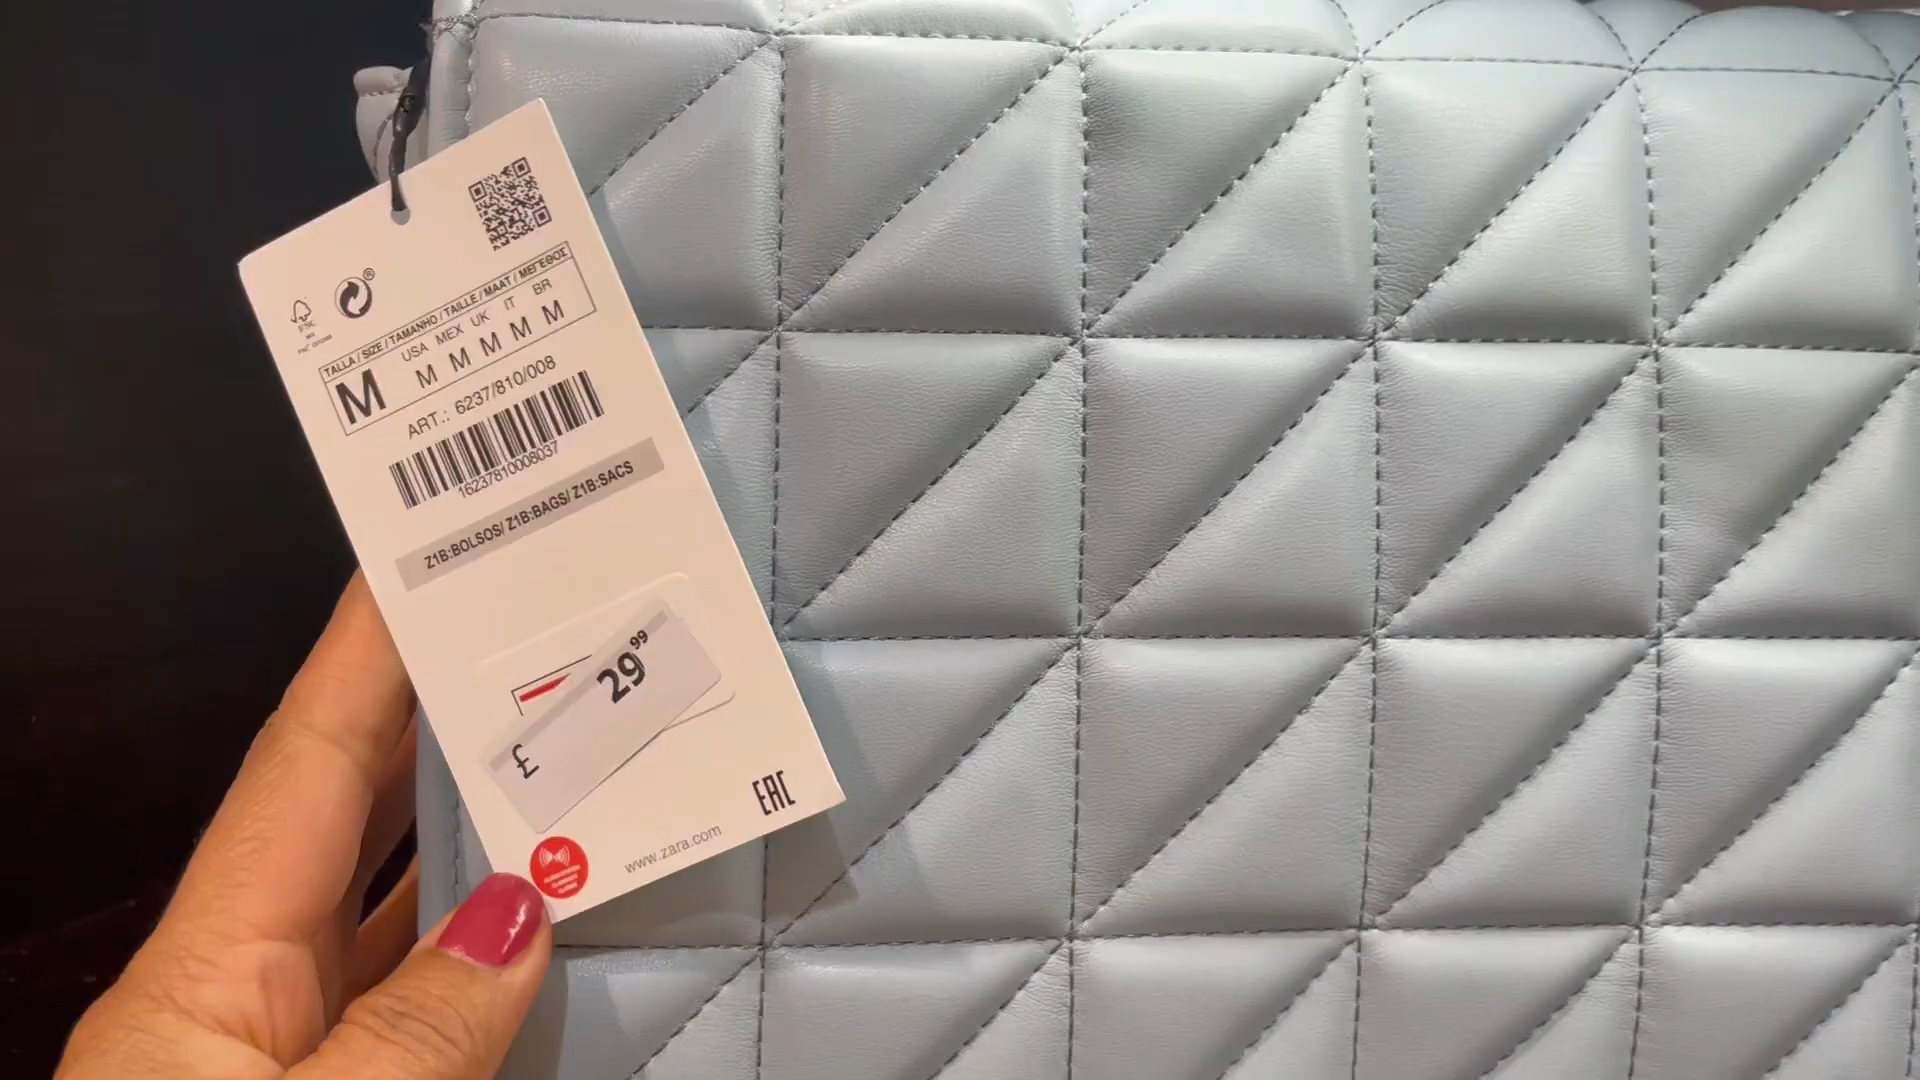 TALLA / SIZE / TAMANHO / TAILLE / MAAT / ΜΕΓΕΘΟΣ
USA MEX UK IT BR
M M M M M M
ART.: 6237/810/008
16237810008037
Z1B:BOLSOS/ Z1B:BAGS/ Z1B:SACS
£ 29.99
EAC
www.zara.com
FSC
®